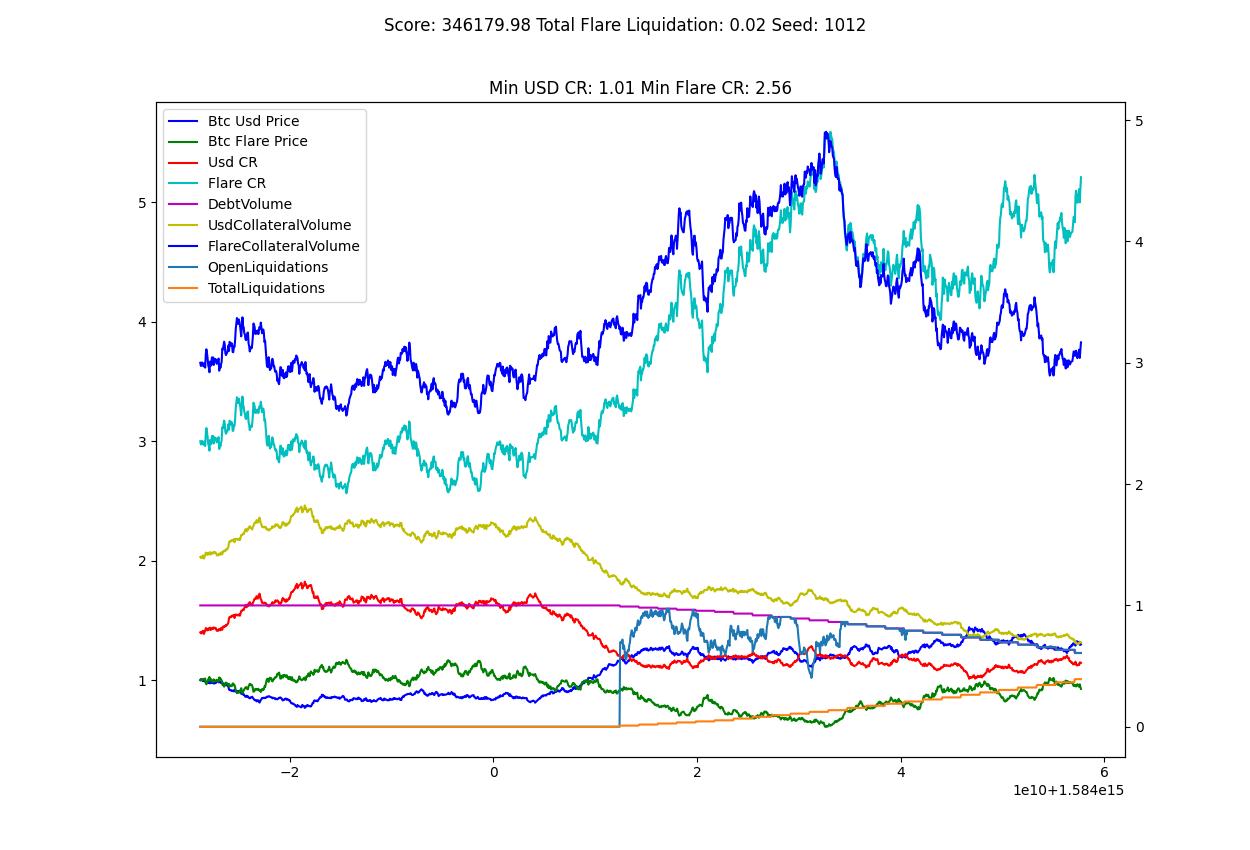 Score: 346179.98 Total Flare Liquidation: 0.02 Seed: 1012
Min USD CR: 1.01 Min Flare CR: 2.56
Btc Usd Price
Btc Flare Price
Usd CR
Flare CR
DebtVolume
UsdCollateralVolume
FlareCollateralVolume
OpenLiquidations
TotalLiquidations
5
4
3
2
1
5
4
3
2
1
0
−2
0
2
4
6
1e10+1.584e15